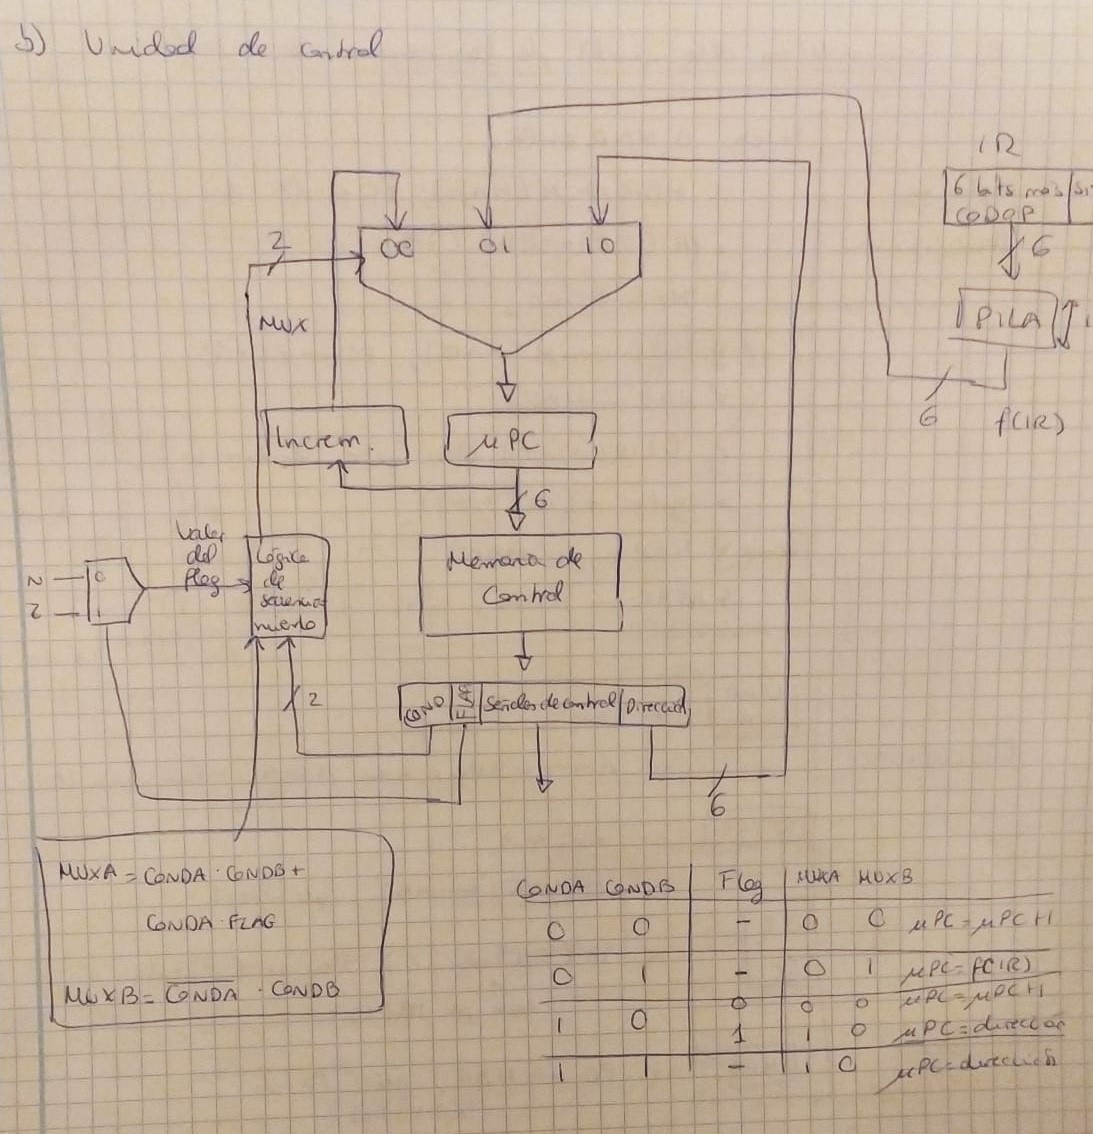 b) Unidad de control
IR
6 bits más
CODOP
6
PILA
6
f(IR)
00 01 10
2
MUX
Increm.
μPC
6
Valor
del
flag
Lógica
de
Memoria de
Control
2
COND FLAG Señales de control Dirección
6
MUXA = CONDA · CONDB +
CONDA · FLAG
MUXB = \overline{CONDA} · CONDB
CONDA CONDB Flag MUXA MUXB
0 0 - 0 0 μPC = μPC+1
0 1 - 0 1 μPC = f(IR)
1 0 0 0 0 μPC = μPC+1
1 1 0 μPC = dirección
1 1 - 1 0 μPC = dirección